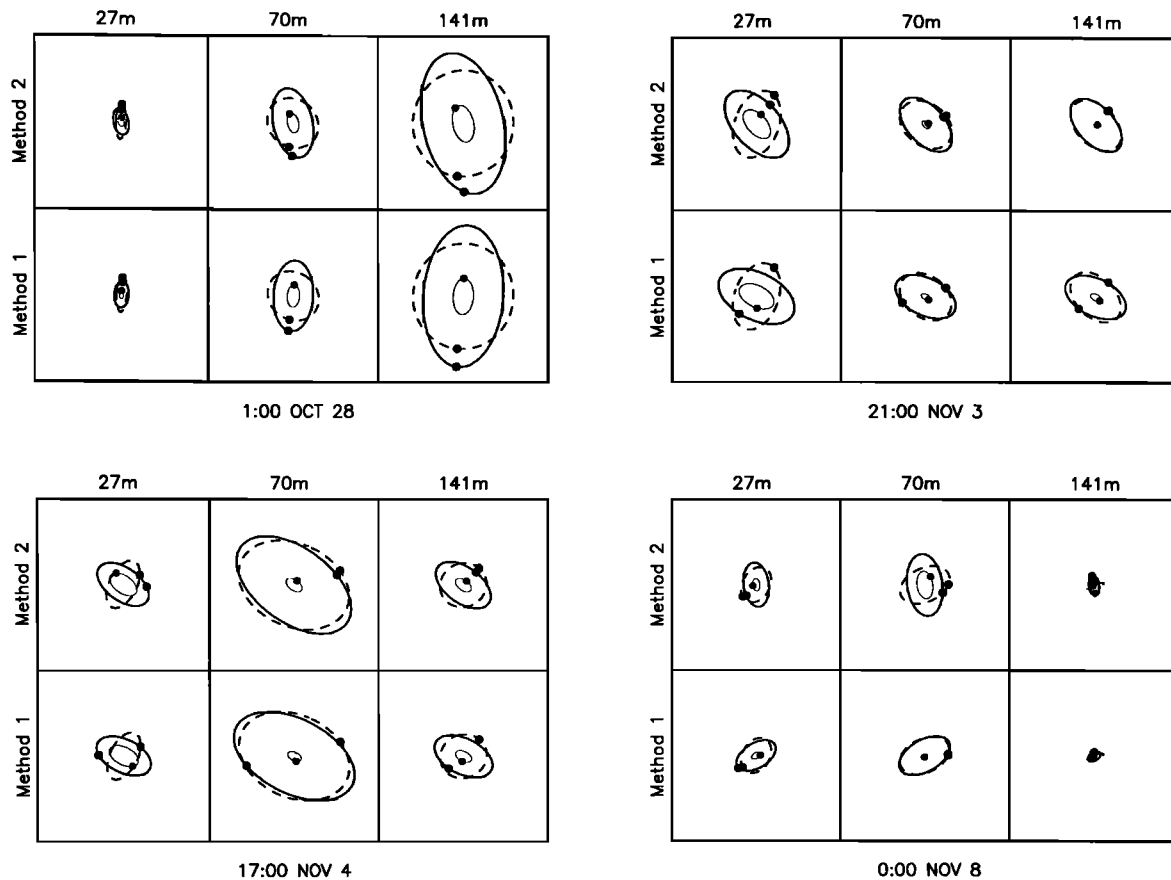 27m 70m 141m
Method 2
Method 1
1:00 OCT 28
27m 70m 141m
Method 2
Method 1
21:00 NOV 3
27m 70m 141m
Method 2
Method 1
17:00 NOV 4
27m 70m 141m
Method 2
Method 1
0:00 NOV 8